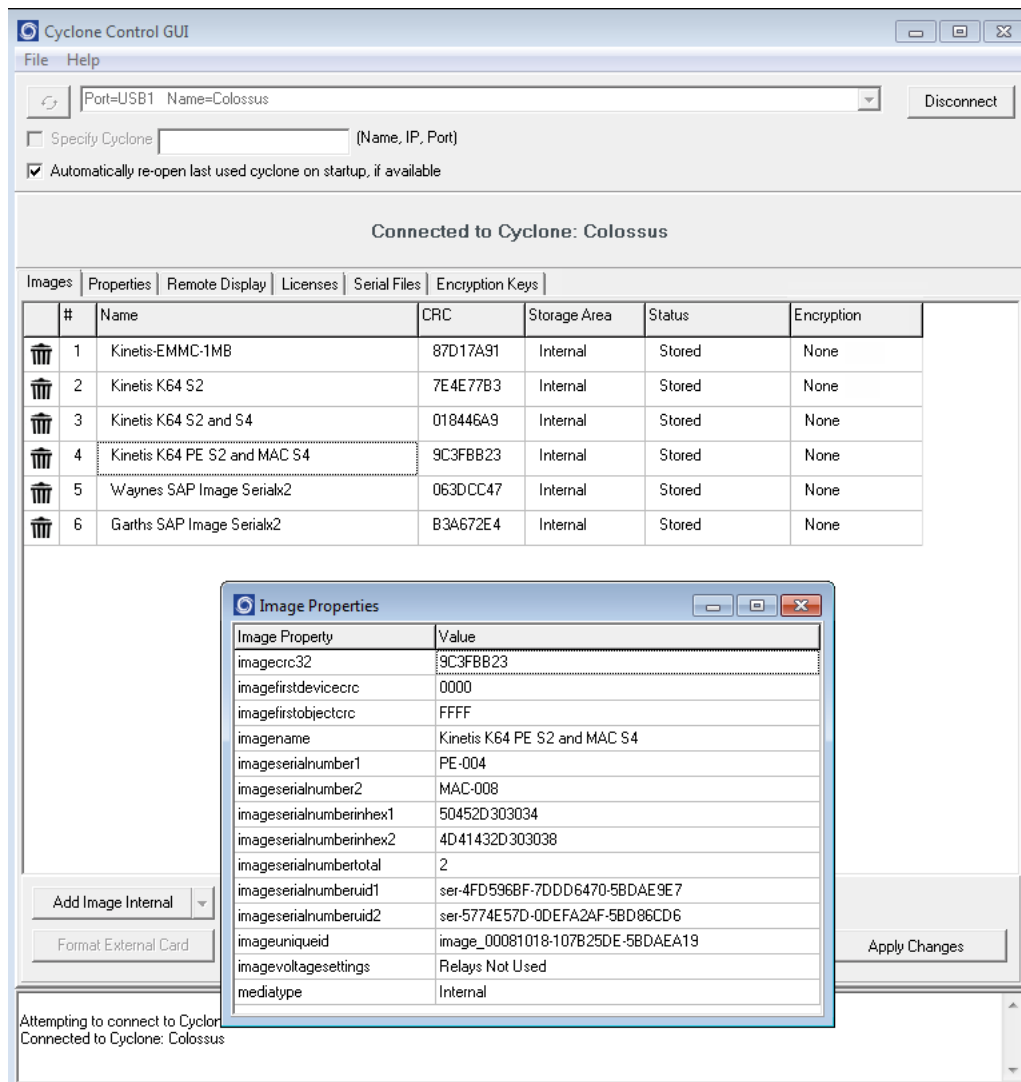 Cyclone Control GUI
File Help
Port=USB1 Name=Colossus
Disconnect
Specify Cyclone (Name, IP, Port)
Automatically re-open last used cyclone on startup, if available
Connected to Cyclone: Colossus
Images Properties Remote Display Licenses Serial Files Encryption Keys
# Name CRC Storage Area Status Encryption
1 Kinetis-EMMC-1MB 87D17A91 Internal Stored None
2 Kinetis K64 S2 7E4E77B3 Internal Stored None
3 Kinetis K64 S2 and S4 018446A9 Internal Stored None
4 Kinetis K64 PE S2 and MAC S4 9C3FBB23 Internal Stored None
5 Waynes SAP Image Serialx2 063DCC47 Internal Stored None
6 Garths SAP Image Serialx2 B3A672E4 Internal Stored None
Image Properties
Image Property Value
imagecrc32 9C3FBB23
imagefirstdevicecrc 0000
imagefirstobjectcrc FFFF
imagename Kinetis K64 PE S2 and MAC S4
imageserialnumber1 PE-004
imageserialnumber2 MAC-008
imageserialnumberinhex1 50452D303034
imageserialnumberinhex2 4D41432D303038
imageserialnumbertotal 2
imageserialnumberuid1 ser-4FD596BF-7DDD6470-5BDAE9E7
imageserialnumberuid2 ser-5774E57D-0DEFA2AF-5BD86CD6
imageuniqueid image_00081018-107B25DE-5BDAEA19
imagevoltagesettings Relays Not Used
mediatype Internal
Add Image Internal
Format External Card
Apply Changes
Attempting to connect to Cyclon
Connected to Cyclone: Colossus